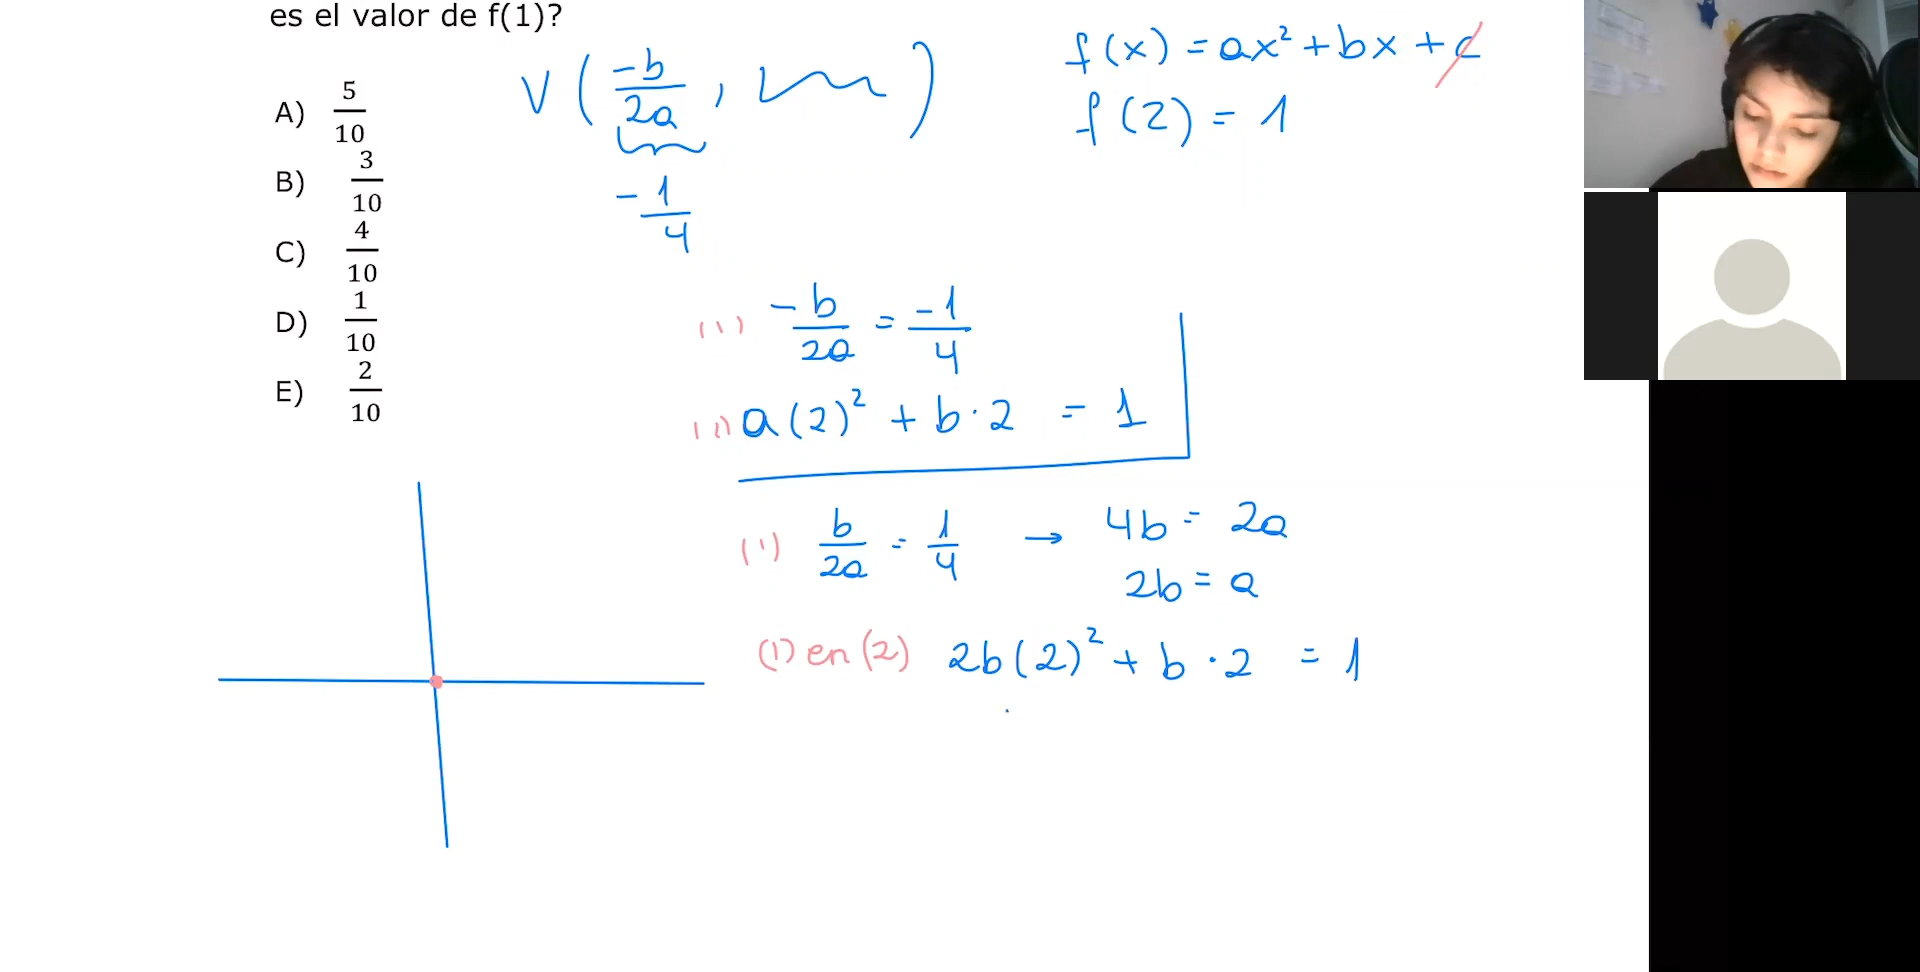 es el valor de f(1)?
A) 5/10
B) 3/10
C) 4/10
D) 1/10
E) 2/10
V(-b/2a, )
-1/4
f(x) = ax² + bx + c
f(2) = 1
(1) -b/2a = -1/4
(2) a(2)² + b·2 = 1
(1) b/2a = 1/4 → 4b = 2a
2b = a
(1) en (2) 2b(2)² + b·2 = 1